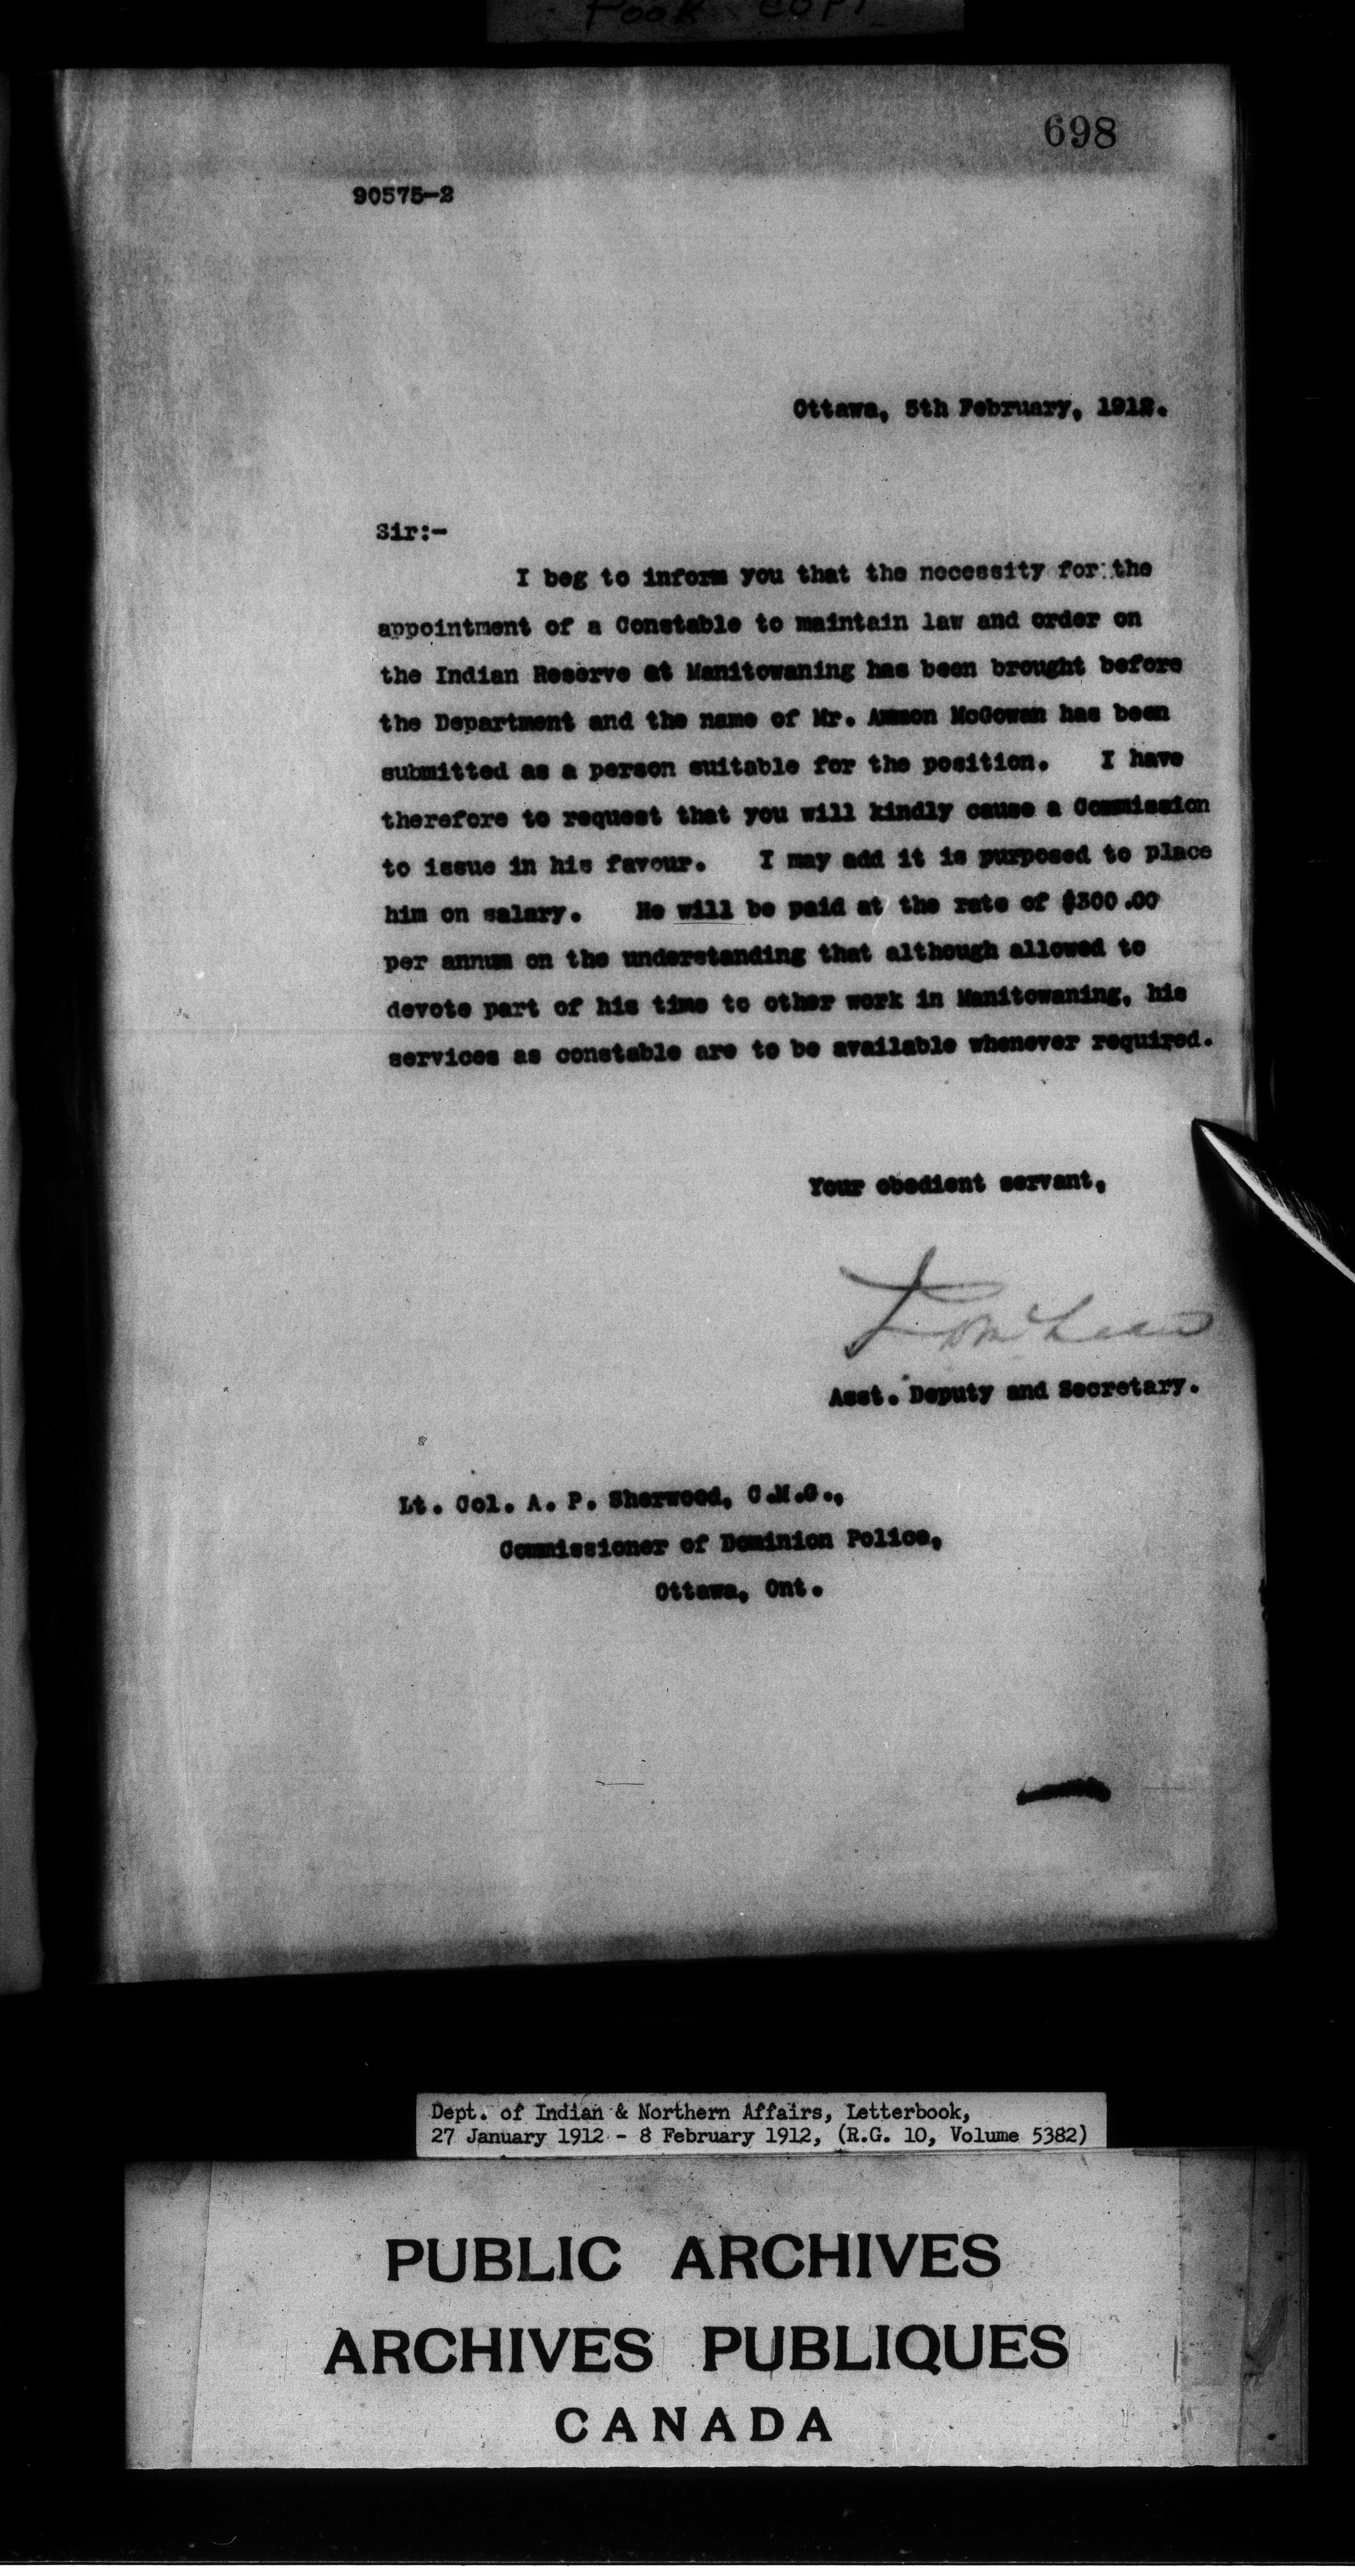 POOR COPY
698
90575-2
Ottawa, 5th February, 1912.
Sir:-
I beg to inform you that the necessity for the
appointment of a Constable to maintain law and order on
the Indian Reserve at Manitowaning has been brought before
the Department and the name of Mr. Ammon McGowan has been
submitted as a person suitable for the position. I have
therefore to request that you will kindly cause a Commission
to issue in his favour. I may add it is purposed to place
him on salary. He will be paid at the rate of $300.00
per annum on the understanding that although allowed to
devote part of his time to other work in Manitowaning, his
services as constable are to be available whenever required.
Your obedient servant,
Asst. Deputy and Secretary.
Lt. Col. A. P. Sherwood, C.M.G.,
Commissioner of Dominion Police,
Ottawa, Ont.
Dept. of Indian & Northern Affairs, Letterbook,
27 January 1912 - 8 February 1912, (R.G. 10, Volume 5382)
PUBLIC ARCHIVES
ARCHIVES PUBLIQUES
CANADA